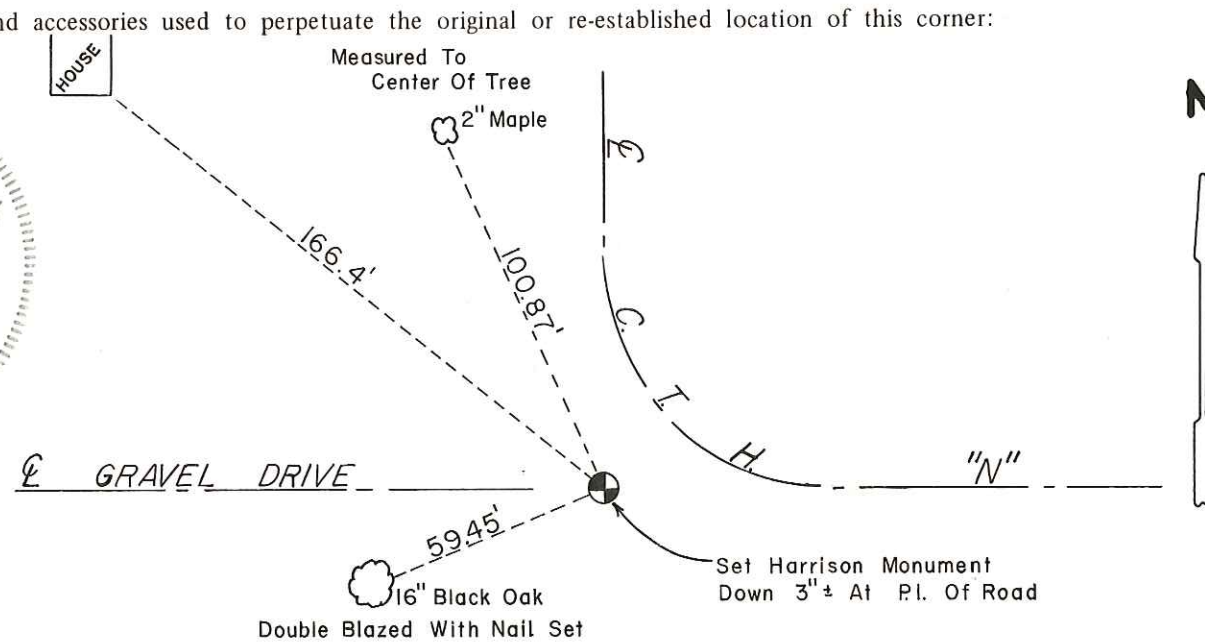 nd accessories used to perpetuate the original or re-established location of this corner:
HOUSE
Measured To
Center Of Tree
2" Maple
℄
166.4'
100.87'
C. T. H. "N"
℄ GRAVEL DRIVE
59.45'
16" Black Oak
Double Blazed With Nail Set
Set Harrison Monument
Down 3"± At P.I. Of Road
N